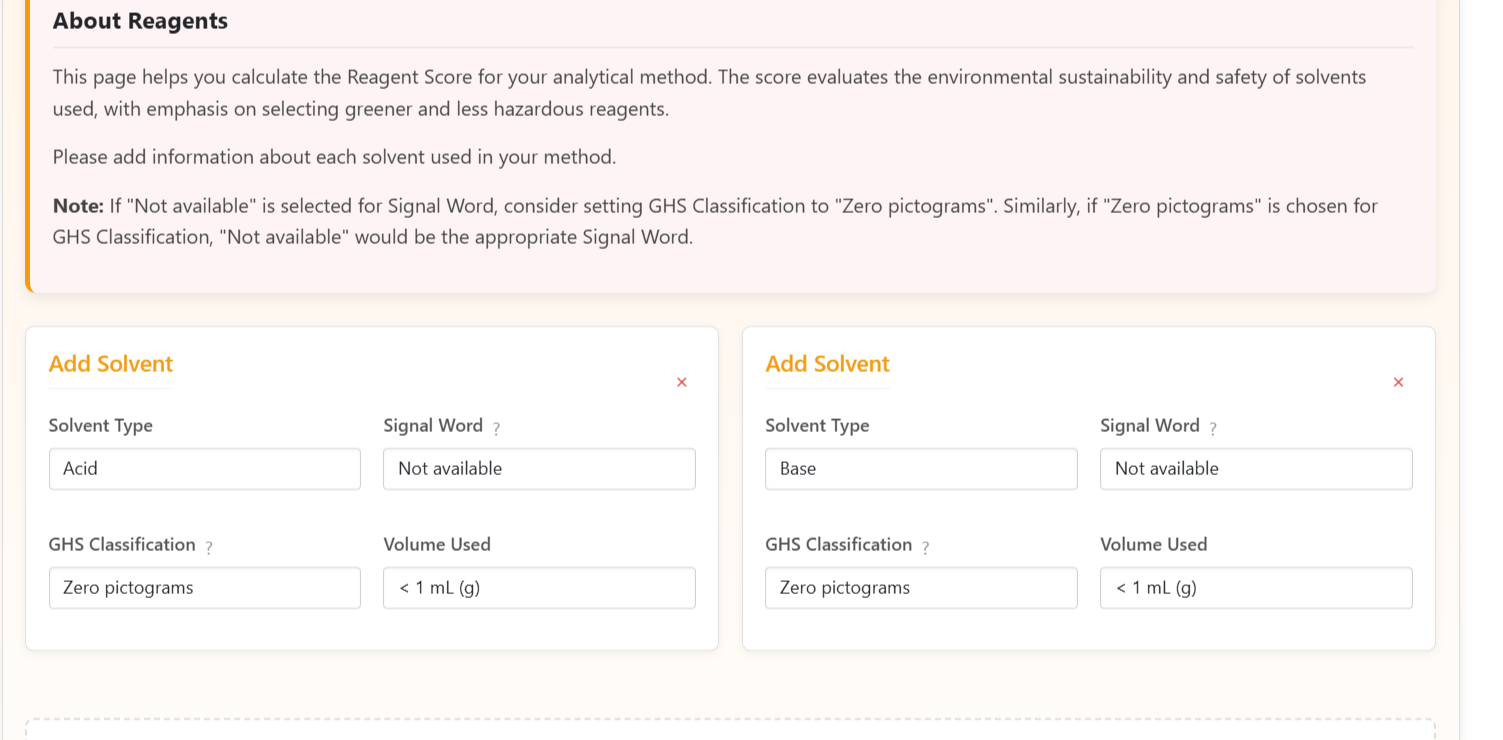 About Reagents
This page helps you calculate the Reagent Score for your analytical method. The score evaluates the environmental sustainability and safety of solvents
used, with emphasis on selecting greener and less hazardous reagents.
Please add information about each solvent used in your method.
Note: If "Not available" is selected for Signal Word, consider setting GHS Classification to "Zero pictograms". Similarly, if "Zero pictograms" is chosen for
GHS Classification, "Not available" would be the appropriate Signal Word.
Add Solvent
×
Solvent Type
Signal Word ?
Acid
Not available
GHS Classification ?
Volume Used
Zero pictograms
< 1 mL (g)
Add Solvent
×
Solvent Type
Signal Word ?
Base
Not available
GHS Classification ?
Volume Used
Zero pictograms
< 1 mL (g)